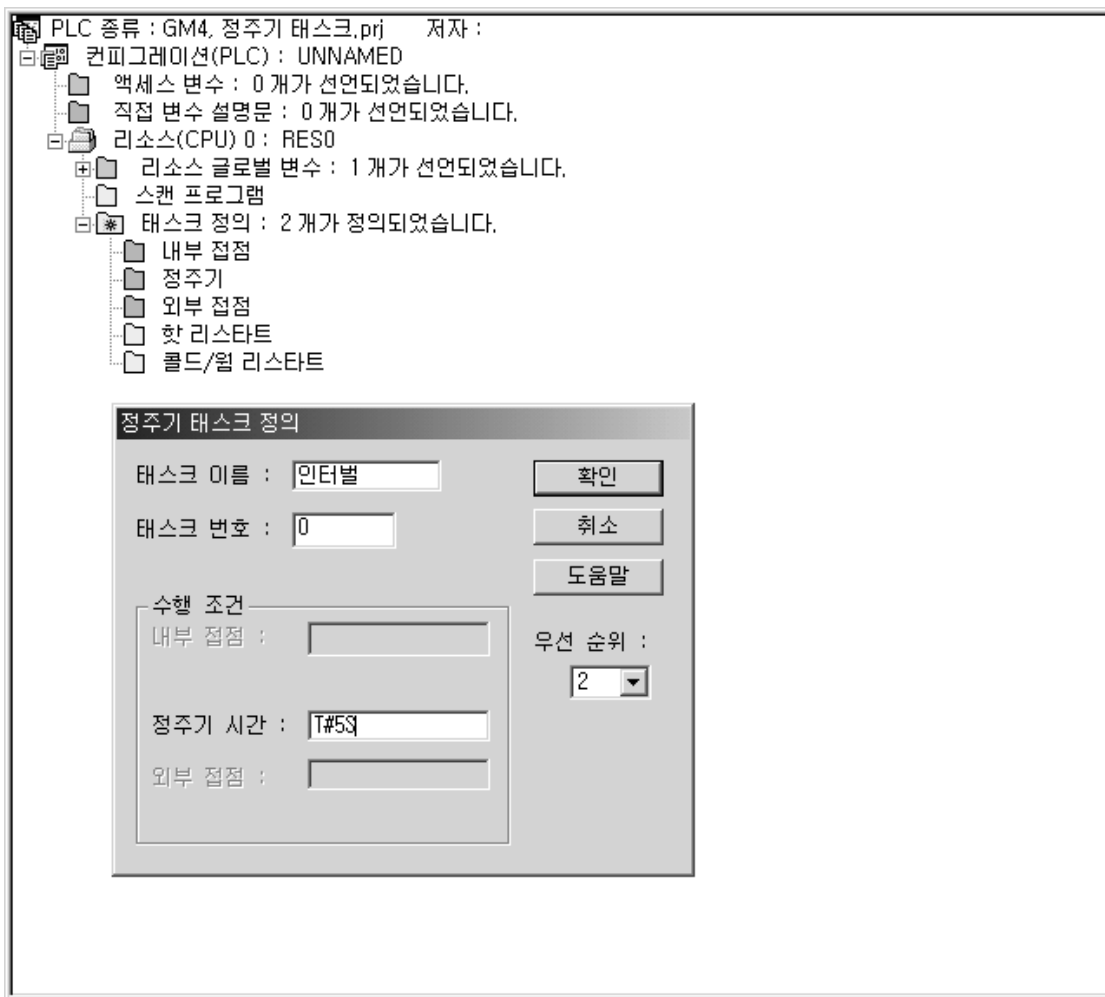 PLC 종류 : GM4, 정주기 태스크.prj 저자 :
컨피그레이션(PLC) : UNNAMED
액세스 변수 : 0 개가 선언되었습니다.
직접 변수 설명문 : 0 개가 선언되었습니다.
리소스(CPU) 0 : RES0
리소스 글로벌 변수 : 1 개가 선언되었습니다.
스캔 프로그램
태스크 정의 : 2 개가 정의되었습니다.
내부 접점
정주기
외부 접점
핫 리스타트
콜드/웜 리스타트
정주기 태스크 정의
태스크 이름 : 인터벌 확인
태스크 번호 : 0 취소
도움말
수행 조건
내부 접점 : 우선 순위 :
2
정주기 시간 : T#5S
외부 접점 :